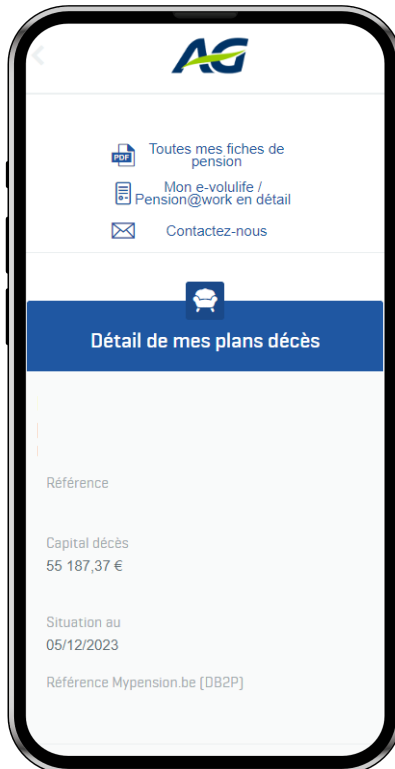 AG
PDF
Toutes mes fiches de
pension
Mon e-volulife /
Pension@work en détail
Contactez-nous
Détail de mes plans décès
Référence
Capital décès
55 187,37 €
Situation au
05/12/2023
Référence Mypension.be (DB2P)